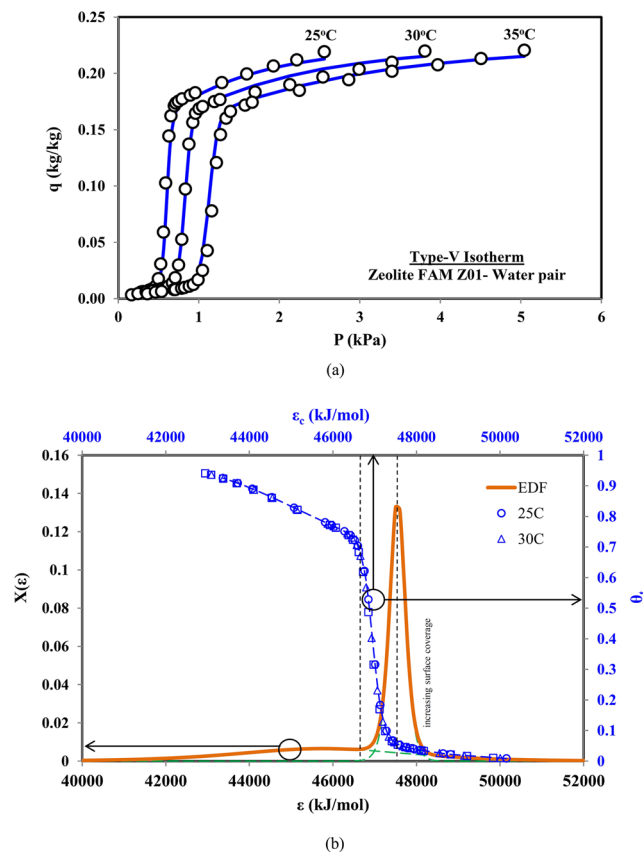 25ºC 30ºC 35ºC
0.25
0.20
0.15
0.10
0.05
0.00
q (kg/kg)
Type-V Isotherm
Zeolite FAM Z01- Water pair
0 1 2 3 4 5 6
P (kPa)
(a)
εc (kJ/mol)
40000 42000 44000 46000 48000 50000 52000
0.16
0.14
0.12
0.1
0.08
0.06
0.04
0.02
0
X(ε)
EDF
25C
30C
increasing surface coverage
1
0.9
0.8
0.7
0.6
0.5
0.4
0.3
0.2
0.1
0
40000 42000 44000 46000 48000 50000 52000
ε (kJ/mol)
(b)